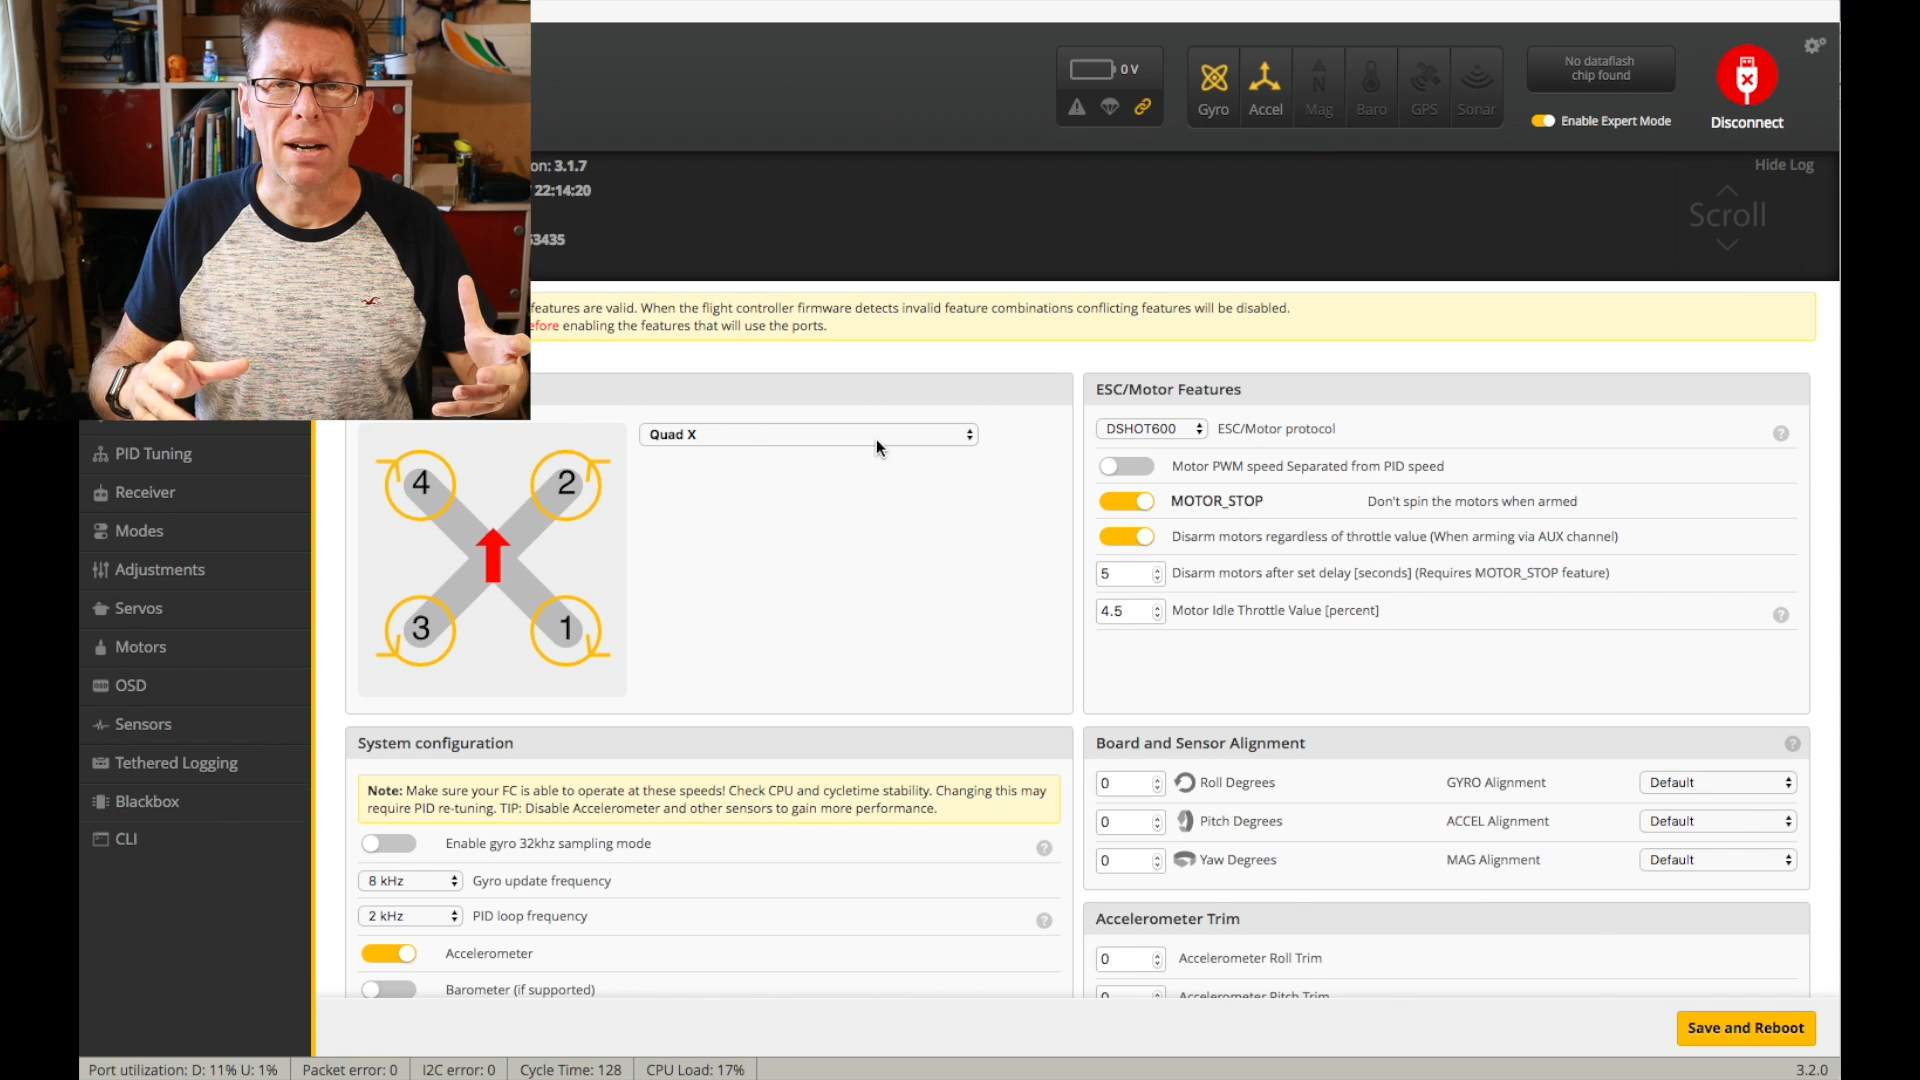 0 V
Gyro
Accel
Mag
Baro
GPS
Sonar
No dataflash
chip found
Enable Expert Mode
Disconnect
on: 3.1.7
22:14:20
53435
Hide Log
Scroll
features are valid. When the flight controller firmware detects invalid feature combinations conflicting features will be disabled.
efore enabling the features that will use the ports.
PID Tuning
Receiver
Modes
Adjustments
Servos
Motors
OSD
Sensors
Tethered Logging
Blackbox
CLI
Quad X
4
2
3
1
ESC/Motor Features
DSHOT600 ESC/Motor protocol
Motor PWM speed Separated from PID speed
MOTOR_STOP Don't spin the motors when armed
Disarm motors regardless of throttle value (When arming via AUX channel)
5 Disarm motors after set delay [seconds] (Requires MOTOR_STOP feature)
4.5 Motor Idle Throttle Value [percent]
System configuration
Note: Make sure your FC is able to operate at these speeds! Check CPU and cycletime stability. Changing this may
require PID re-tuning. TIP: Disable Accelerometer and other sensors to gain more performance.
Enable gyro 32khz sampling mode
8 kHz Gyro update frequency
2 kHz PID loop frequency
Accelerometer
Barometer (if supported)
Board and Sensor Alignment
0 Roll Degrees GYRO Alignment Default
0 Pitch Degrees ACCEL Alignment Default
0 Yaw Degrees MAG Alignment Default
Accelerometer Trim
0 Accelerometer Roll Trim
0 Accelerometer Pitch Trim
Save and Reboot
Port utilization: D: 11% U: 1% Packet error: 0 I2C error: 0 Cycle Time: 128 CPU Load: 17% 3.2.0